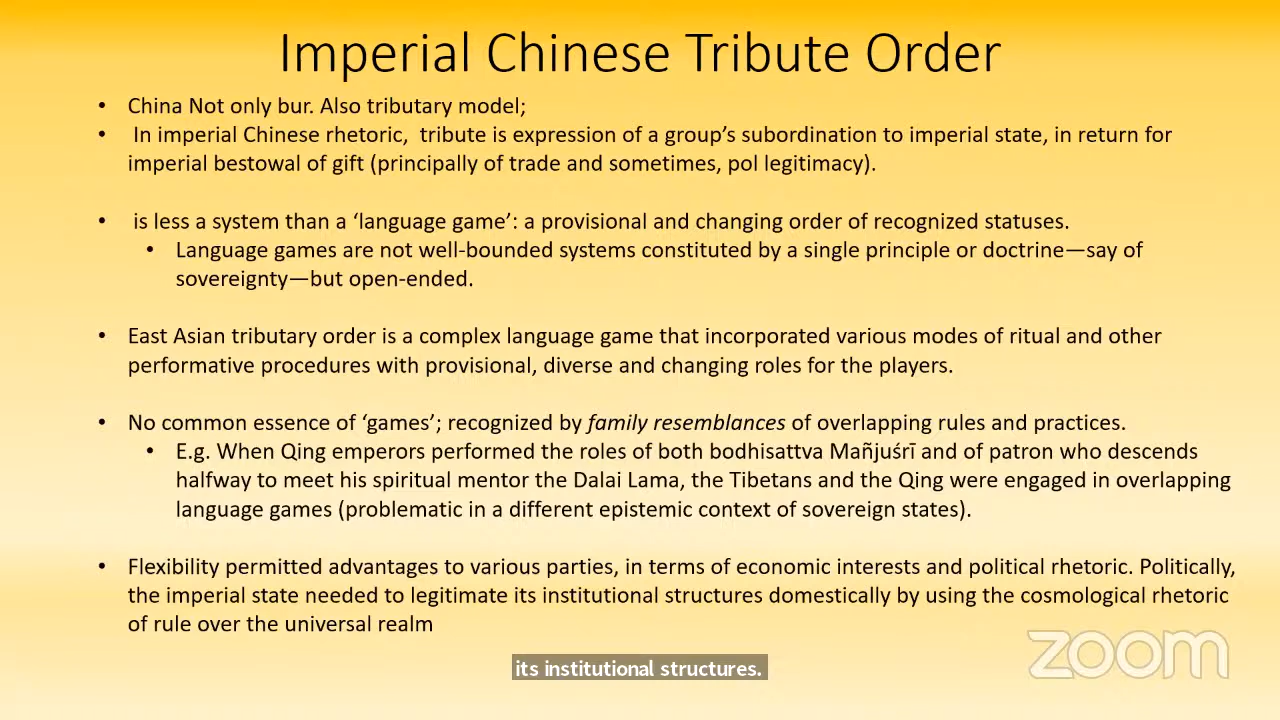 Imperial Chinese Tribute Order
• China Not only bur. Also tributary model;
• In imperial Chinese rhetoric, tribute is expression of a group's subordination to imperial state, in return for
imperial bestowal of gift (principally of trade and sometimes, pol legitimacy).
• is less a system than a 'language game': a provisional and changing order of recognized statuses.
• Language games are not well-bounded systems constituted by a single principle or doctrine—say of
sovereignty—but open-ended.
• East Asian tributary order is a complex language game that incorporated various modes of ritual and other
performative procedures with provisional, diverse and changing roles for the players.
• No common essence of 'games'; recognized by family resemblances of overlapping rules and practices.
• E.g. When Qing emperors performed the roles of both bodhisattva Mañjuśrī and of patron who descends
halfway to meet his spiritual mentor the Dalai Lama, the Tibetans and the Qing were engaged in overlapping
language games (problematic in a different epistemic context of sovereign states).
• Flexibility permitted advantages to various parties, in terms of economic interests and political rhetoric. Politically,
the imperial state needed to legitimate its institutional structures domestically by using the cosmological rhetoric
of rule over the universal realm
zoom
its institutional structures.